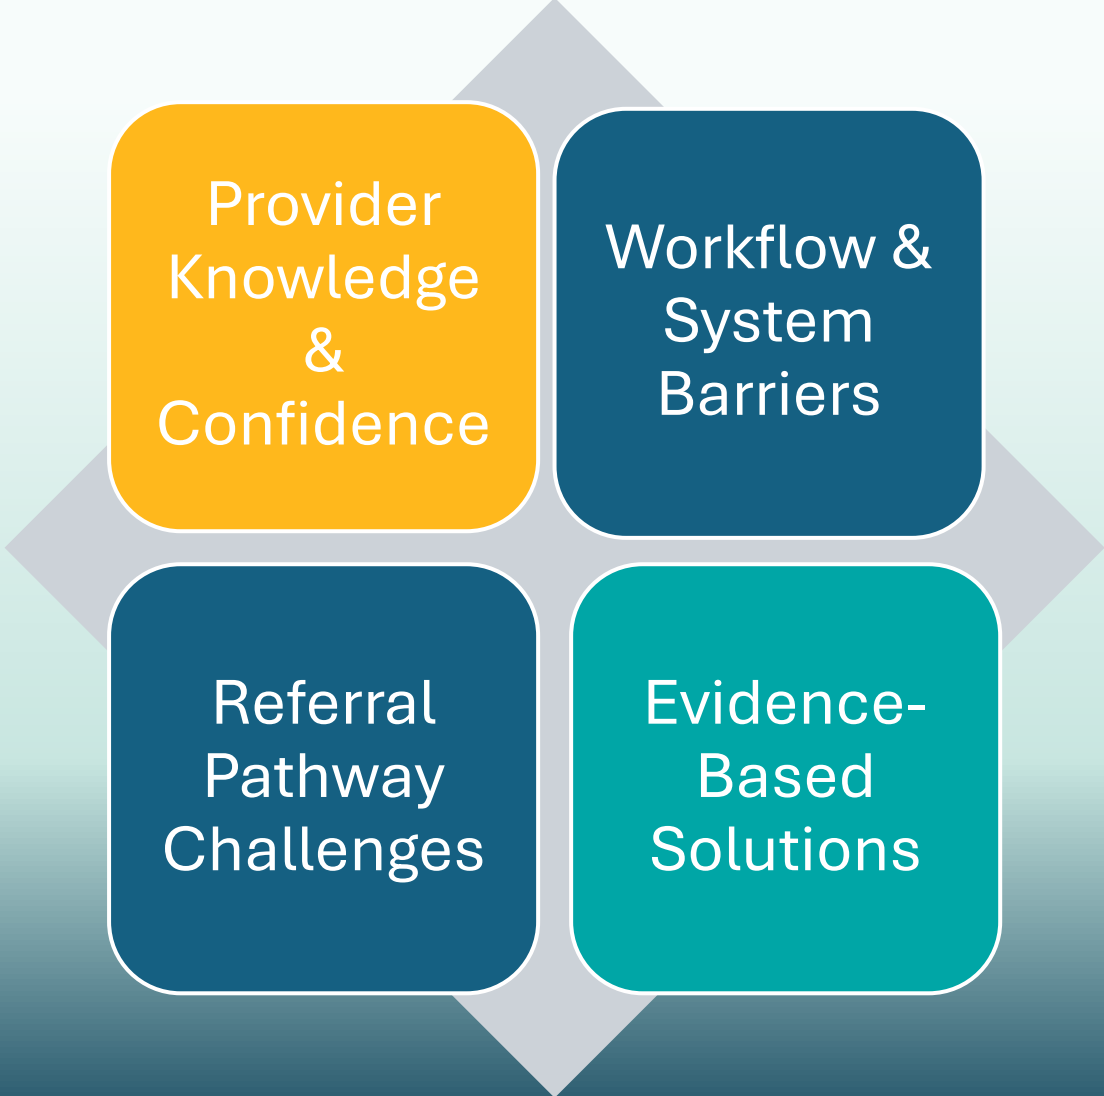 Provider
Knowledge
&
Confidence
Workflow &
System
Barriers
Referral
Pathway
Challenges
Evidence-
Based
Solutions